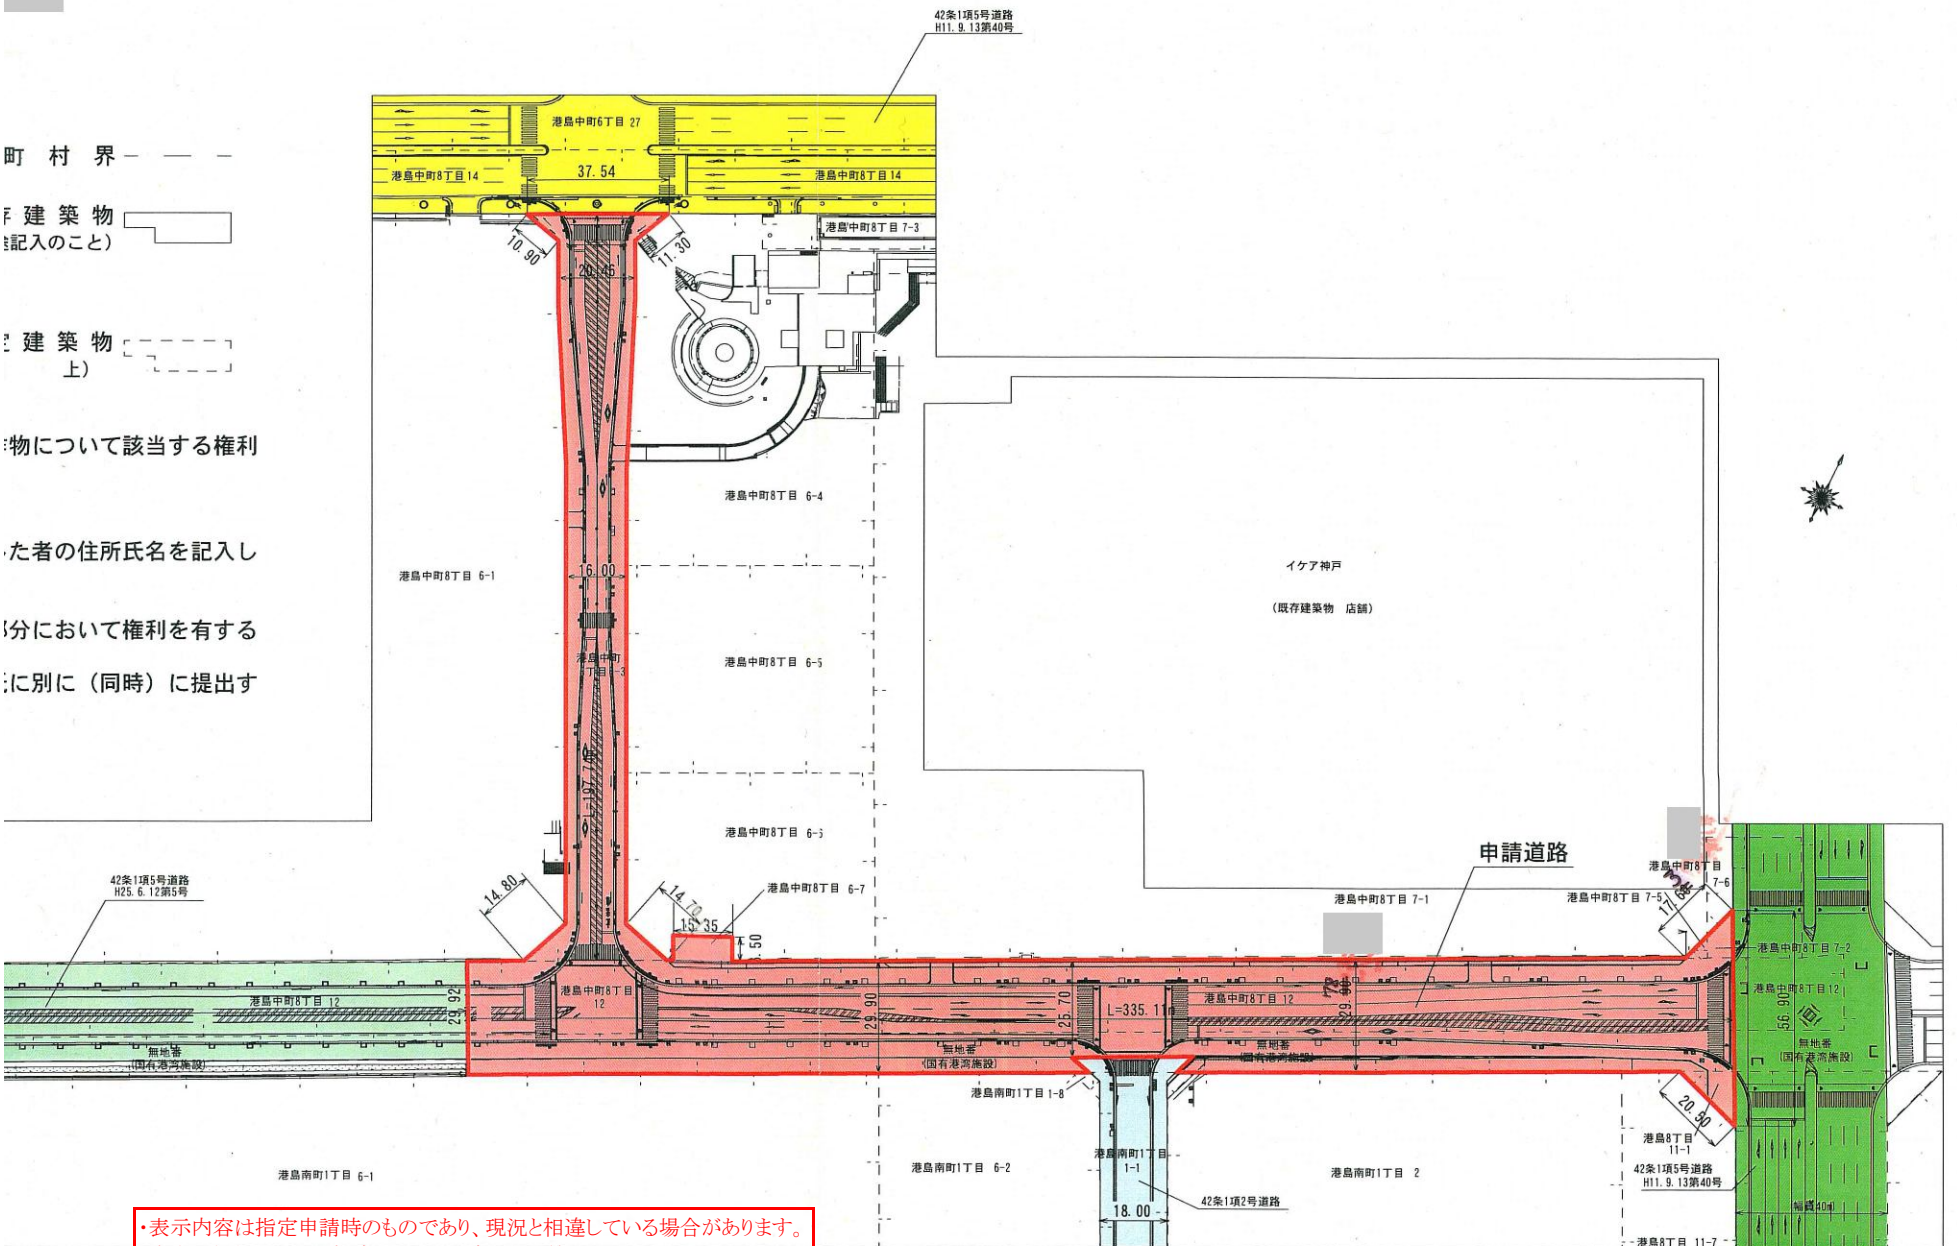 42条1項5号道路
H11. 9. 13第40号
町 村 界
建 築 物
記入のこと)
建 築 物
上)
物について該当する権利
た者の住所氏名を記入し
分において権利を有する
に別に（同時）に提出す
港島中町6丁目 27
港島中町8丁目14
37. 54
港島中町8丁目14
10. 90
11. 30
港島中町8丁目 7-3
20. 46
港島中町8丁目 6-4
港島中町8丁目 6-1
16. 00
イケア神戸
(既存建築物　店舗)
港島中町8丁目 6-5
港島中町8丁目
申請道路
42条1項5号道路
H25. 6. 12第5号
14. 80
14. 70
15. 35
港島中町8丁目 6-7
港島中町8丁目 7-1
港島中町8丁目 7-5
港島中町8丁目
7-6
港島中町8丁目 7-2
港島中町8丁目 12
29. 92
港島中町8丁目
12
29. 90
25. 70
L=335. 11m
港島中町8丁目 12
港島中町8丁目12
56. 90
無地番
(国有港湾施設)
無地番
(国有港湾施設)
無地番
(国有港湾施設)
無地番
(国有港湾施設)
港島南町1丁目 1-8
20. 90
港島8丁目
11-1
港島南町1丁目 6-1
港島南町1丁目 6-2
港島南町1丁目
1-1
港島南町1丁目 2
42条1項5号道路
H11. 9. 13第40号
42条1項2号道路
18. 00
幅員40m
港島8丁目 11-7
・表示内容は指定申請時のものであり、現況と相違している場合があります。